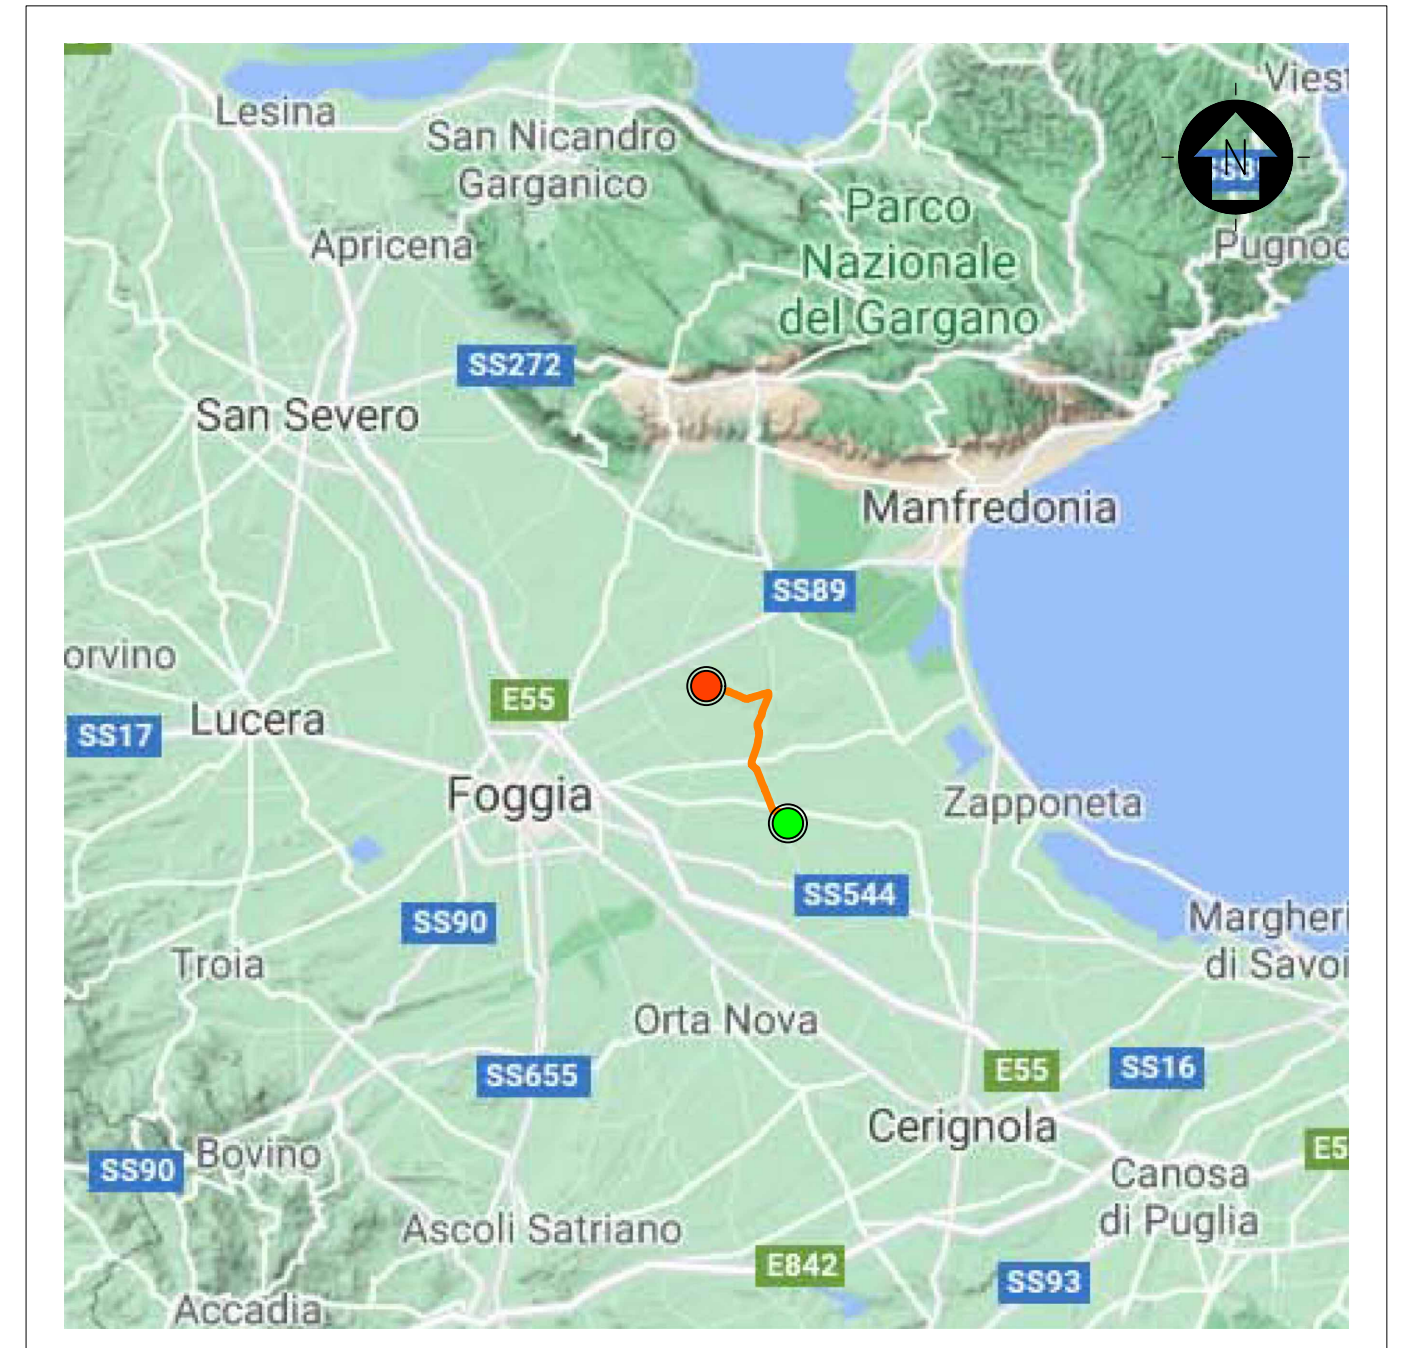 Lesina
San Nicandro
Garganico
Viest
N
Parco
Nazionale
del Gargano
Pugnoc
Apricena
SS272
San Severo
Manfredonia
SS89
orvino
E55
SS17
Lucera
Foggia
Zapponeta
SS544
SS90
Margheri
di Savoi
Troia
Orta Nova
SS655
E55
SS16
Cerignola
E5
SS90
Bovino
Canosa
di Puglia
Ascoli Satriano
E842
SS93
Accadia